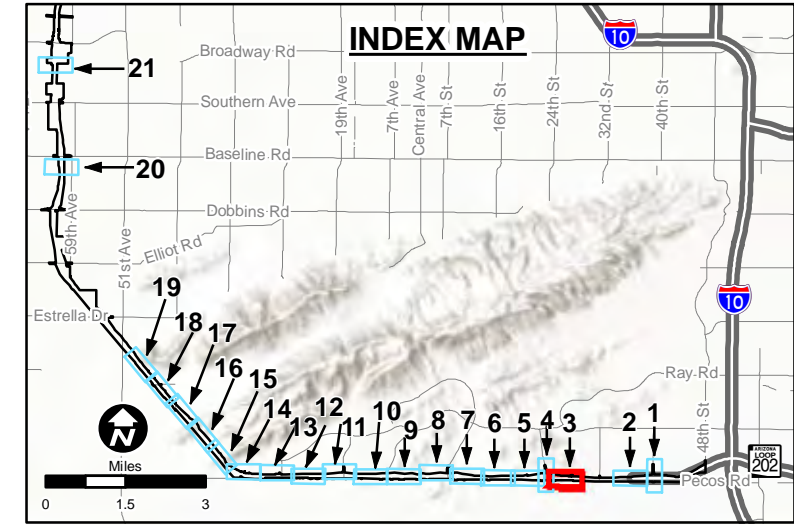 INDEX MAP
10
Broadway Rd
21
Southern Ave
19th Ave
7th Ave
Central Ave
7th St
16th St
24th St
32nd St
40th St
Baseline Rd
20
Dobbins Rd
59th Ave
51st Ave
Elliot Rd
19
18
17
16
15
14
13
12
11
10
9
8
7
6
5
4
3
2
1
Estrella Dr
10
Ray Rd
48th St
ARIZONA
LOOP
202
Pecos Rd
N
Miles
0 1.5 3